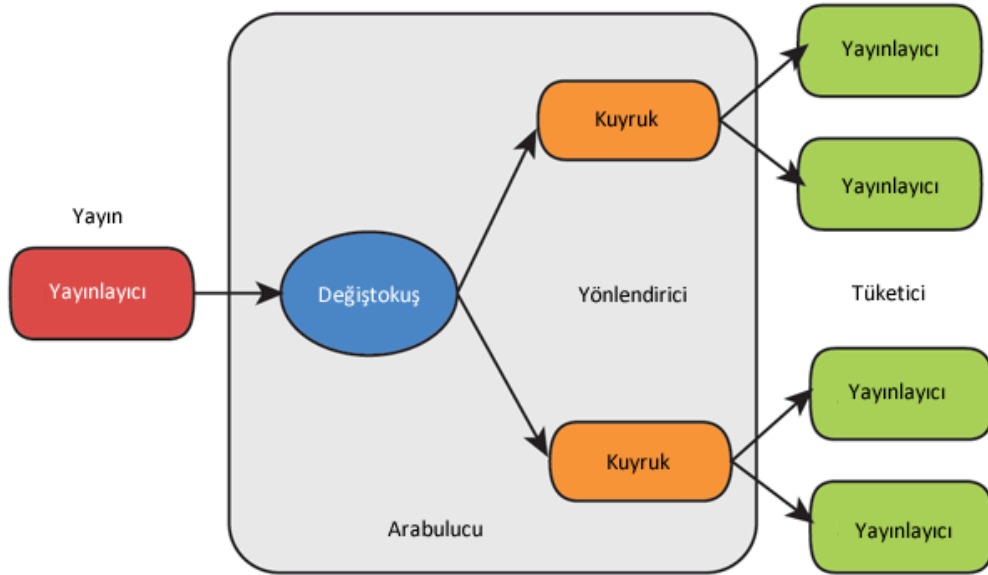 Yayınlayıcı
Kuyruk
Yayınlayıcı
Yayın
Yayınlayıcı
Değiştokuş
Yönlendirici
Tüketici
Yayınlayıcı
Kuyruk
Arabulucu
Yayınlayıcı